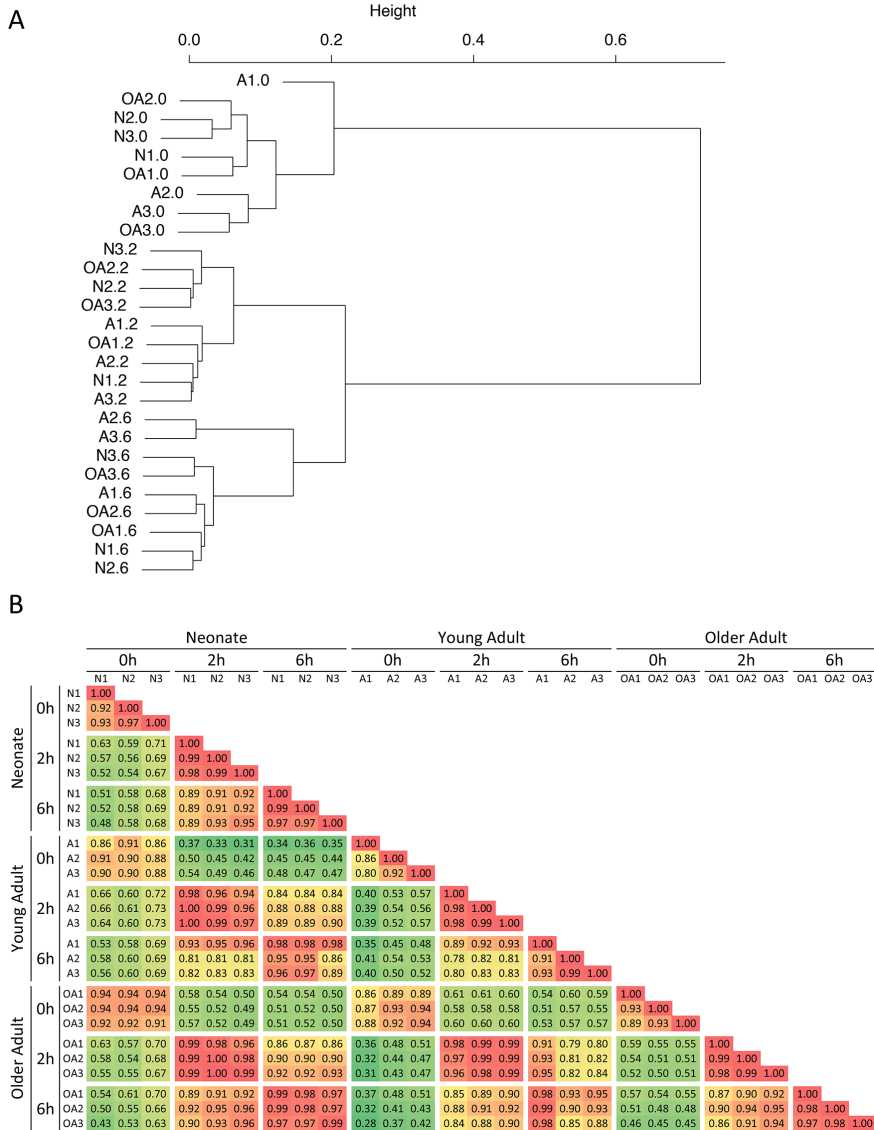 A
Height
0.0 0.2 0.4 0.6
A1.0
OA2.0
N2.0
N3.0
N1.0
OA1.0
A2.0
A3.0
OA3.0
N3.2
OA2.2
N2.2
OA3.2
A1.2
OA1.2
A2.2
N1.2
A3.2
A2.6
A3.6
N3.6
OA3.6
A1.6
OA2.6
OA1.6
N1.6
N2.6
B
Neonate Young Adult Older Adult
0h 2h 6h 0h 2h 6h 0h 2h 6h
N1 N2 N3 N1 N2 N3 N1 N2 N3 A1 A2 A3 A1 A2 A3 A1 A2 A3 OA1 OA2 OA3 OA1 OA2 OA3 OA1 OA2 OA3
Neonate
0h
N1 1.00
N2 0.92 1.00
N3 0.93 0.97 1.00
2h
N1 0.63 0.59 0.71 1.00
N2 0.57 0.56 0.69 0.99 1.00
N3 0.52 0.54 0.67 0.98 0.99 1.00
6h
N1 0.51 0.58 0.68 0.89 0.91 0.92 1.00
N2 0.52 0.58 0.69 0.89 0.91 0.92 0.99 1.00
N3 0.48 0.58 0.68 0.89 0.93 0.95 0.97 0.97 1.00
Young Adult
0h
A1 0.86 0.91 0.86 0.37 0.33 0.31 0.34 0.36 0.35 1.00
A2 0.91 0.90 0.88 0.50 0.45 0.42 0.45 0.45 0.44 0.86 1.00
A3 0.90 0.90 0.88 0.54 0.49 0.46 0.48 0.47 0.47 0.80 0.92 1.00
2h
A1 0.66 0.60 0.72 0.98 0.96 0.94 0.84 0.84 0.84 0.40 0.53 0.57 1.00
A2 0.66 0.61 0.73 1.00 0.99 0.96 0.88 0.88 0.88 0.39 0.54 0.56 0.98 1.00
A3 0.64 0.60 0.73 1.00 0.99 0.97 0.89 0.89 0.90 0.39 0.52 0.57 0.98 0.99 1.00
6h
A1 0.53 0.58 0.69 0.93 0.95 0.96 0.98 0.98 0.98 0.35 0.45 0.48 0.89 0.92 0.93 1.00
A2 0.58 0.60 0.69 0.81 0.81 0.81 0.95 0.95 0.86 0.41 0.54 0.53 0.78 0.82 0.81 0.91 1.00
A3 0.56 0.60 0.69 0.82 0.83 0.83 0.96 0.97 0.89 0.40 0.50 0.52 0.80 0.83 0.83 0.93 0.99 1.00
Older Adult
0h
OA1 0.94 0.94 0.94 0.58 0.54 0.50 0.54 0.54 0.50 0.86 0.89 0.89 0.61 0.61 0.60 0.54 0.60 0.59 1.00
OA2 0.94 0.94 0.94 0.55 0.52 0.49 0.51 0.52 0.50 0.87 0.93 0.94 0.58 0.58 0.58 0.51 0.57 0.55 0.93 1.00
OA3 0.92 0.92 0.91 0.57 0.52 0.49 0.51 0.52 0.50 0.88 0.92 0.94 0.60 0.60 0.60 0.53 0.57 0.57 0.89 0.93 1.00
2h
OA1 0.63 0.57 0.70 0.99 0.98 0.96 0.86 0.87 0.86 0.36 0.48 0.51 0.98 0.99 0.99 0.91 0.79 0.80 0.59 0.55 0.55 1.00
OA2 0.58 0.54 0.68 0.99 1.00 0.98 0.90 0.90 0.90 0.32 0.44 0.47 0.97 0.99 0.99 0.93 0.81 0.82 0.54 0.51 0.51 0.99 1.00
OA3 0.55 0.55 0.67 0.99 1.00 0.99 0.92 0.92 0.93 0.31 0.43 0.47 0.96 0.98 0.99 0.95 0.82 0.84 0.52 0.50 0.51 0.98 0.99 1.00
6h
OA1 0.54 0.61 0.70 0.89 0.91 0.92 0.99 0.98 0.97 0.37 0.48 0.51 0.85 0.89 0.90 0.98 0.93 0.95 0.57 0.54 0.55 0.87 0.90 0.92 1.00
OA2 0.50 0.55 0.66 0.92 0.95 0.96 0.99 0.98 0.97 0.32 0.41 0.43 0.88 0.91 0.92 0.99 0.90 0.93 0.51 0.48 0.48 0.90 0.94 0.95 0.98 1.00
OA3 0.43 0.53 0.63 0.90 0.93 0.96 0.97 0.97 0.99 0.28 0.37 0.42 0.84 0.88 0.90 0.98 0.85 0.88 0.46 0.45 0.45 0.86 0.91 0.94 0.97 0.98 1.00